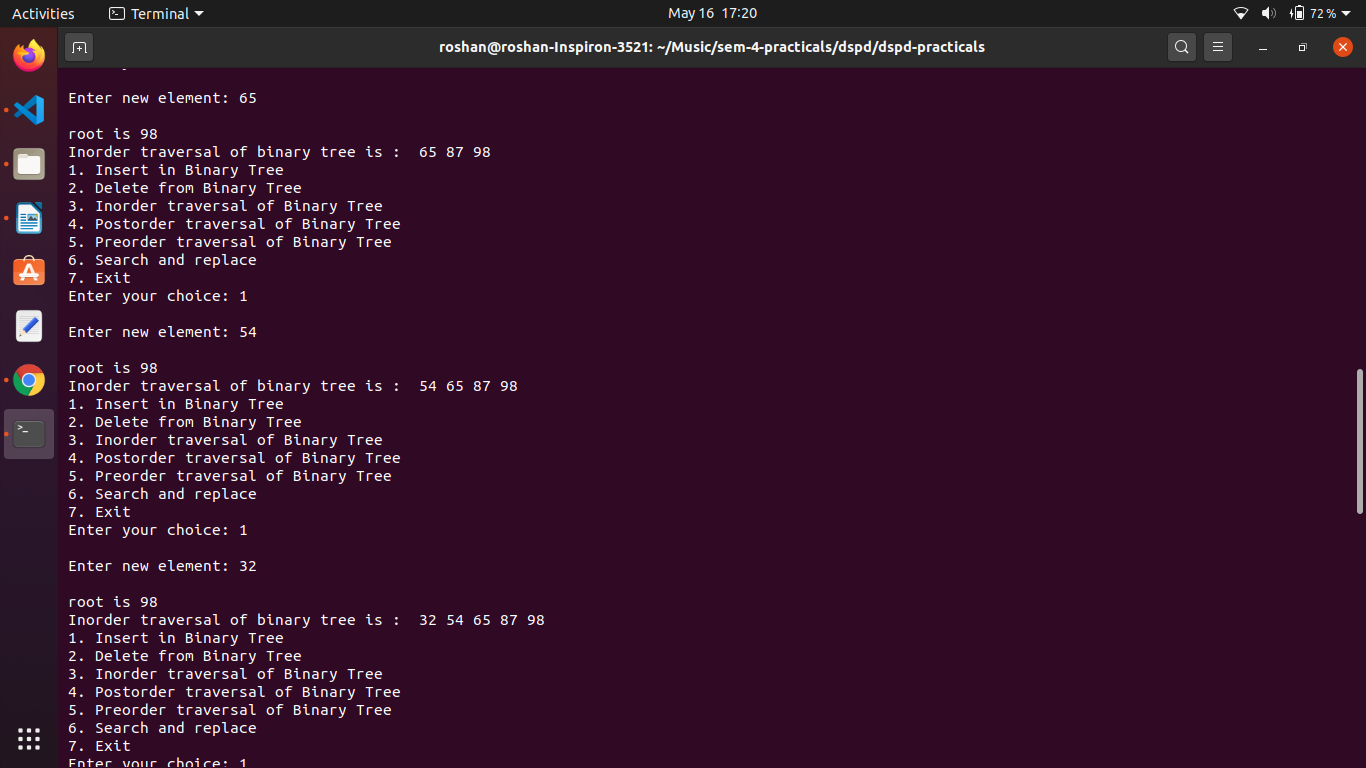 Activities Terminal May 16 17:20 72 %
roshan@roshan-Inspiron-3521: ~/Music/sem-4-practicals/dspd/dspd-practicals
Enter new element: 65
root is 98
Inorder traversal of binary tree is :  65 87 98
1. Insert in Binary Tree
2. Delete from Binary Tree
3. Inorder traversal of Binary Tree
4. Postorder traversal of Binary Tree
5. Preorder traversal of Binary Tree
6. Search and replace
7. Exit
Enter your choice: 1
Enter new element: 54
root is 98
Inorder traversal of binary tree is :  54 65 87 98
1. Insert in Binary Tree
2. Delete from Binary Tree
3. Inorder traversal of Binary Tree
4. Postorder traversal of Binary Tree
5. Preorder traversal of Binary Tree
6. Search and replace
7. Exit
Enter your choice: 1
Enter new element: 32
root is 98
Inorder traversal of binary tree is :  32 54 65 87 98
1. Insert in Binary Tree
2. Delete from Binary Tree
3. Inorder traversal of Binary Tree
4. Postorder traversal of Binary Tree
5. Preorder traversal of Binary Tree
6. Search and replace
7. Exit
Enter your choice: 1